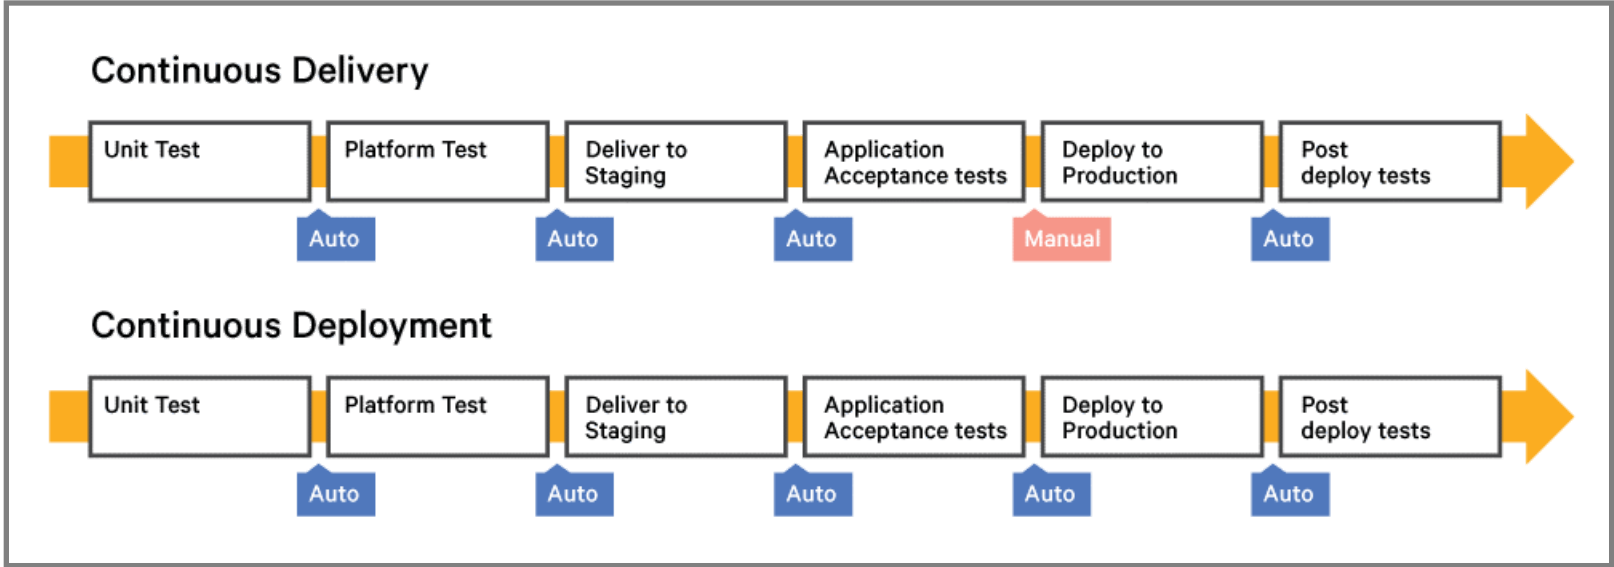 Continuous Delivery
Unit Test
Platform Test
Deliver to
Staging
Application
Acceptance tests
Deploy to
Production
Post
deploy tests
Auto
Auto
Auto
Manual
Auto
Continuous Deployment
Unit Test
Platform Test
Deliver to
Staging
Application
Acceptance tests
Deploy to
Production
Post
deploy tests
Auto
Auto
Auto
Auto
Auto